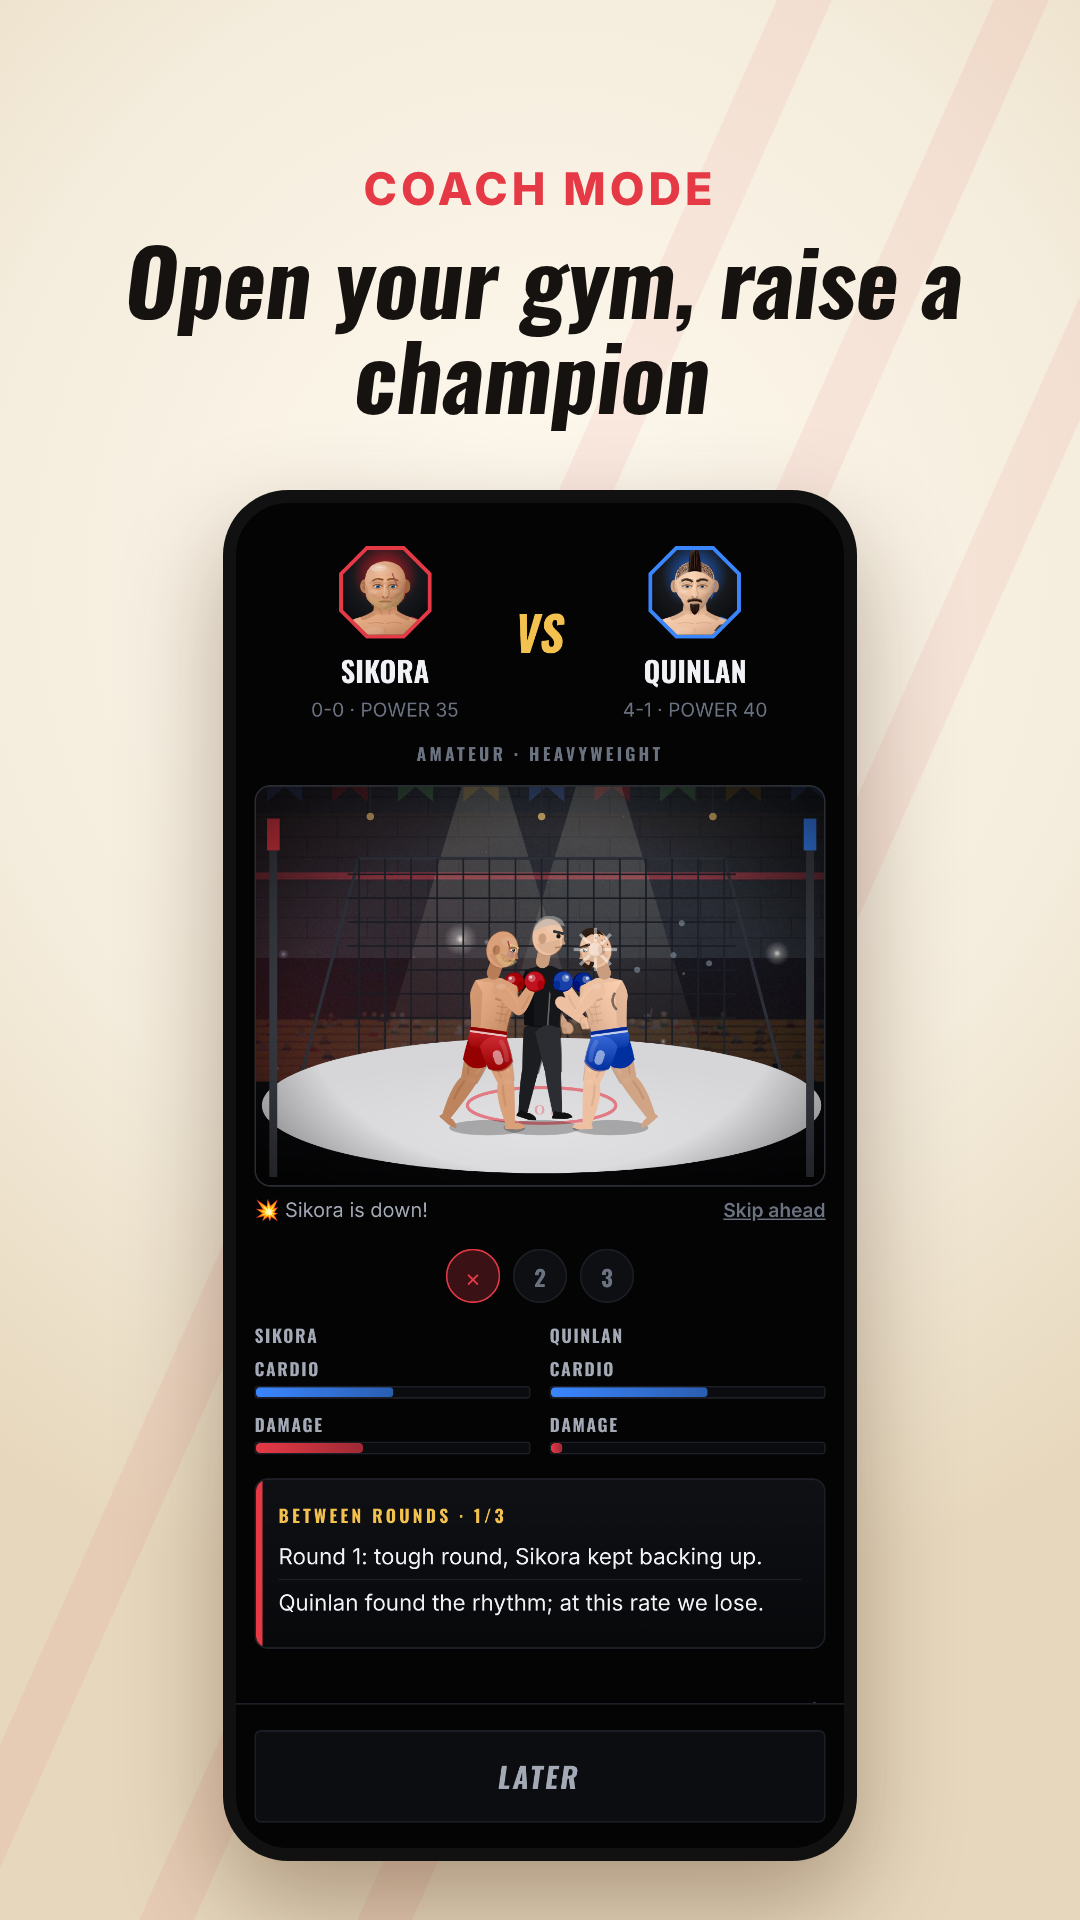 COACH MODE
Open your gym, raise a
champion
VS
SIKORA
QUINLAN
0-0 · POWER 35
4-1 · POWER 40
AMATEUR · HEAVYWEIGHT
O
💥 Sikora is down!
Skip ahead
× 2 3
SIKORA
QUINLAN
CARDIO
CARDIO
DAMAGE
DAMAGE
BETWEEN ROUNDS · 1/3
Round 1: tough round, Sikora kept backing up.
Quinlan found the rhythm; at this rate we lose.
LATER